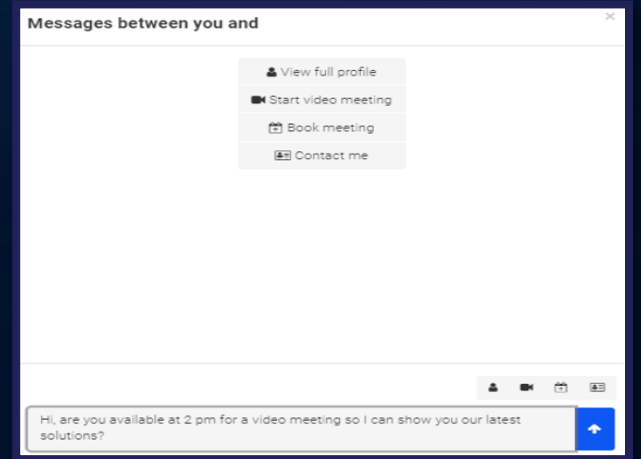 Messages between you and
View full profile
Start video meeting
Book meeting
Contact me
Hi, are you available at 2 pm for a video meeting so I can show you our latest
solutions?